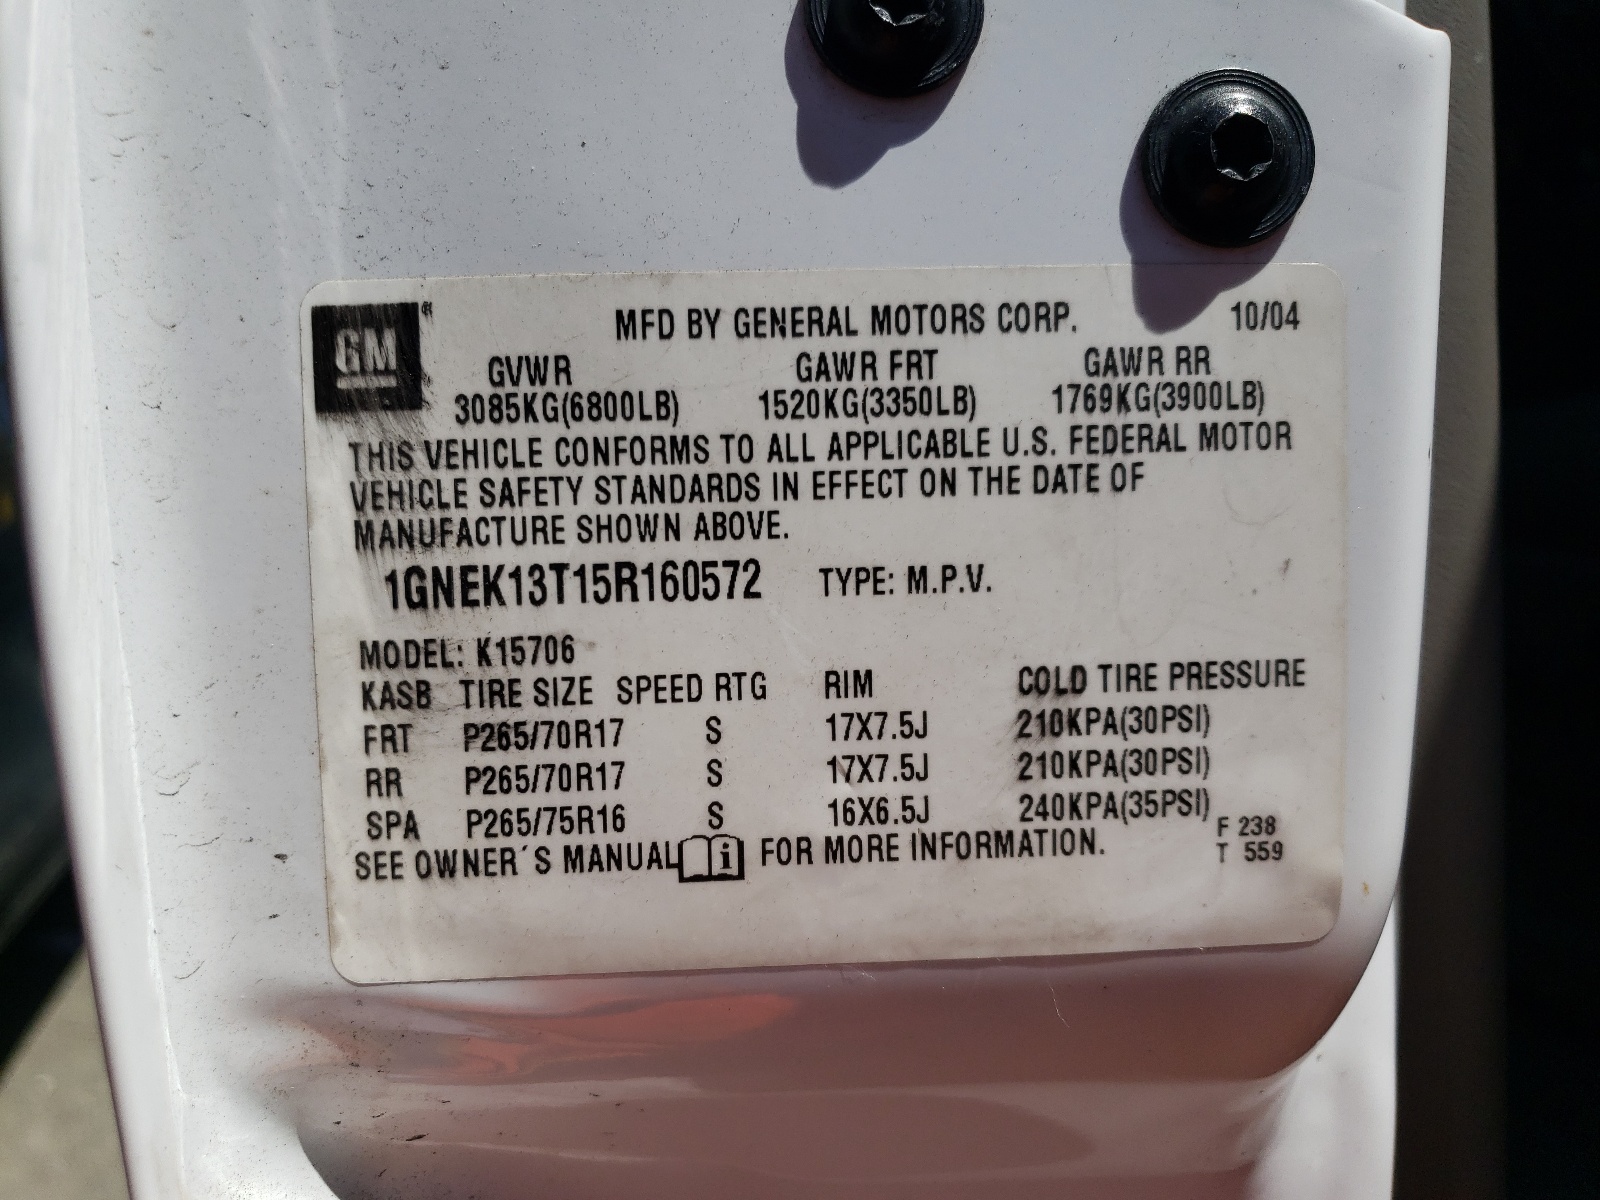 GM
MFD BY GENERAL MOTORS CORP. 10/04
GVWR GAWR FRT GAWR RR
3085KG(6800LB) 1520KG(3350LB) 1769KG(3900LB)
THIS VEHICLE CONFORMS TO ALL APPLICABLE U.S. FEDERAL MOTOR
VEHICLE SAFETY STANDARDS IN EFFECT ON THE DATE OF
MANUFACTURE SHOWN ABOVE.
1GNEK13T15R160572 TYPE: M.P.V.
MODEL: K15706
KASB TIRE SIZE SPEED RTG RIM COLD TIRE PRESSURE
FRT P265/70R17 S 17X7.5J 210KPA(30PSI)
RR P265/70R17 S 17X7.5J 210KPA(30PSI)
SPA P265/75R16 S 16X6.5J 240KPA(35PSI)
F 238
SEE OWNER´S MANUAL i FOR MORE INFORMATION. T 559